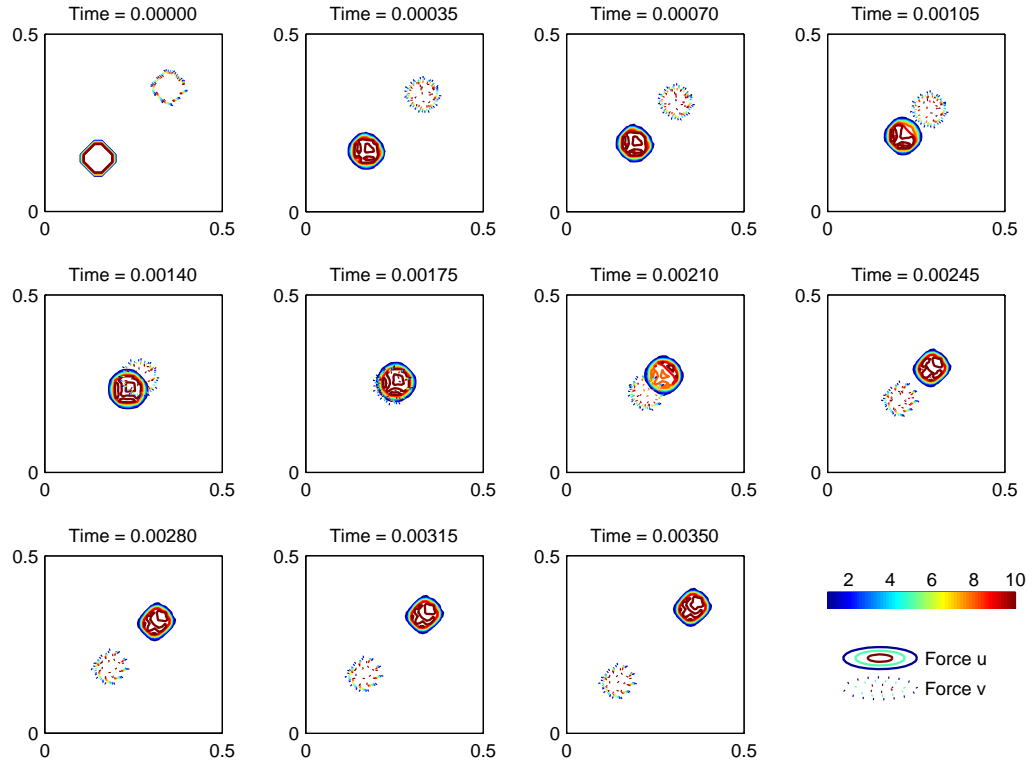 Time = 0.00000 Time = 0.00035 Time = 0.00070 Time = 0.00105
0.5 0.5 0.5 0.5
0 0 0 0
0 0.5 0 0.5 0 0.5 0 0.5
Time = 0.00140 Time = 0.00175 Time = 0.00210 Time = 0.00245
0.5 0.5 0.5 0.5
0 0 0 0
0 0.5 0 0.5 0 0.5 0 0.5
Time = 0.00280 Time = 0.00315 Time = 0.00350
0.5 0.5 0.5
2 4 6 8 10
Force u
Force v
0 0 0
0 0.5 0 0.5 0 0.5